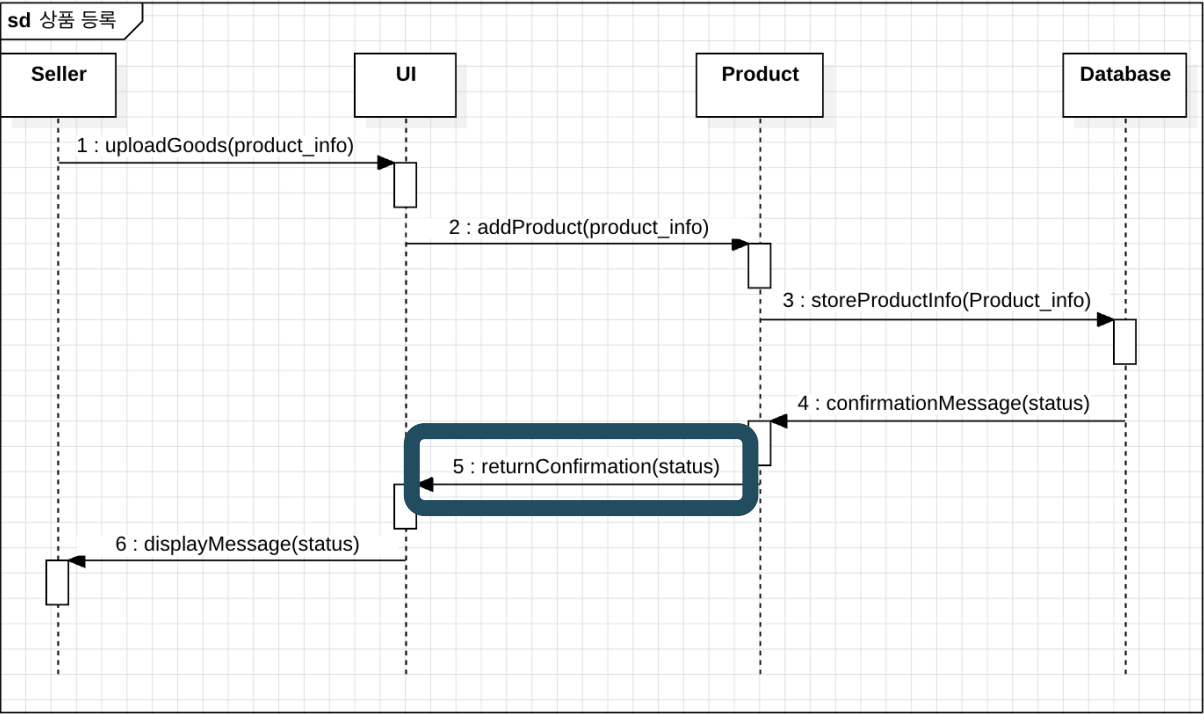 sd 상품 등록
Seller
UI
Product
Database
1 : uploadGoods(product_info)
2 : addProduct(product_info)
3 : storeProductInfo(Product_info)
4 : confirmationMessage(status)
5 : returnConfirmation(status)
6 : displayMessage(status)